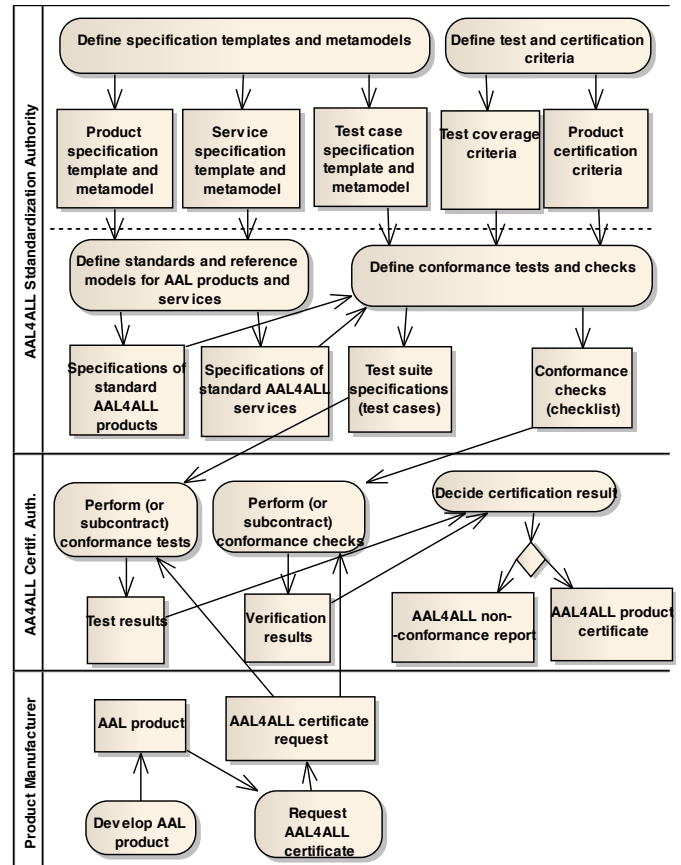 AAL4ALL Stdandardization Authority
Define specification templates and metamodels
Define test and certification
criteria
Product
specification
template and
metamodel
Service
specification
template and
metamodel
Test case
specification
template and
metamodel
Test coverage
criteria
Product
certification
criteria
Define standards and reference
models for AAL products and
services
Define conformance tests and checks
Specifications of
standard
AAL4ALL
products
Specifications of
standard AAL4ALL
services
Test suite
specifications
(test cases)
Conformance
checks
(checklist)
AA4ALL Certif. Auth.
Perform (or
subcontract)
conformance tests
Perform (or
subcontract)
conformance checks
Decide certification result
Test results
Verification
results
AAL4ALL non-
-conformance report
AAL4ALL product
certificate
Product Manufacturer
AAL product
AAL4ALL certificate
request
Develop AAL
product
Request
AAL4ALL
certificate